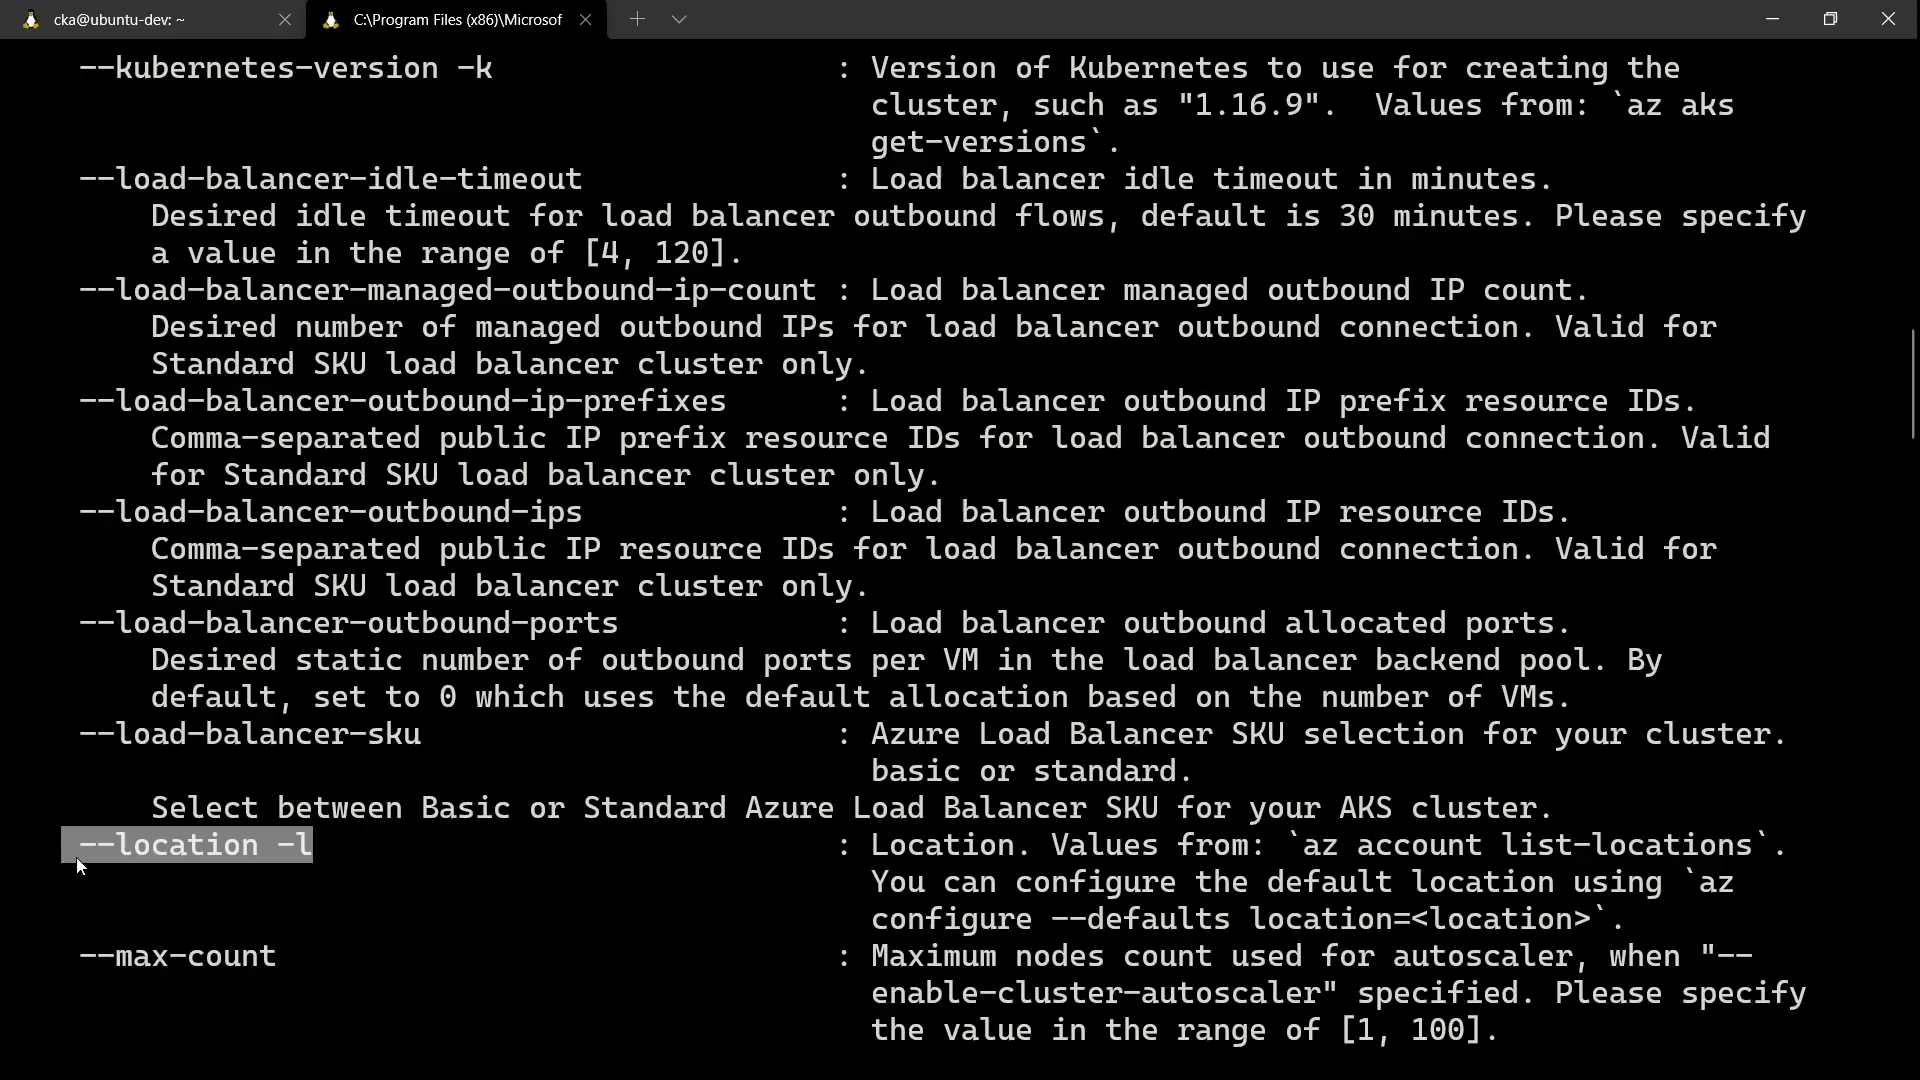 cka@ubuntu-dev: ~
C:\Program Files (x86)\Microsof
--kubernetes-version -k : Version of Kubernetes to use for creating the
cluster, such as "1.16.9".  Values from: `az aks
get-versions`.
--load-balancer-idle-timeout : Load balancer idle timeout in minutes.
Desired idle timeout for load balancer outbound flows, default is 30 minutes. Please specify
a value in the range of [4, 120].
--load-balancer-managed-outbound-ip-count : Load balancer managed outbound IP count.
Desired number of managed outbound IPs for load balancer outbound connection. Valid for
Standard SKU load balancer cluster only.
--load-balancer-outbound-ip-prefixes : Load balancer outbound IP prefix resource IDs.
Comma-separated public IP prefix resource IDs for load balancer outbound connection. Valid
for Standard SKU load balancer cluster only.
--load-balancer-outbound-ips : Load balancer outbound IP resource IDs.
Comma-separated public IP resource IDs for load balancer outbound connection. Valid for
Standard SKU load balancer cluster only.
--load-balancer-outbound-ports : Load balancer outbound allocated ports.
Desired static number of outbound ports per VM in the load balancer backend pool. By
default, set to 0 which uses the default allocation based on the number of VMs.
--load-balancer-sku : Azure Load Balancer SKU selection for your cluster.
basic or standard.
Select between Basic or Standard Azure Load Balancer SKU for your AKS cluster.
--location -l : Location. Values from: `az account list-locations`.
You can configure the default location using `az
configure --defaults location=<location>`.
--max-count : Maximum nodes count used for autoscaler, when "--
enable-cluster-autoscaler" specified. Please specify
the value in the range of [1, 100].